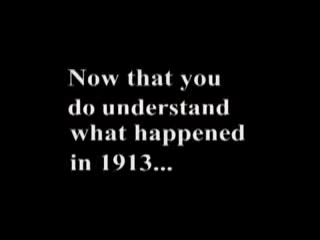 Now that you
do understand
what happened
in 1913...